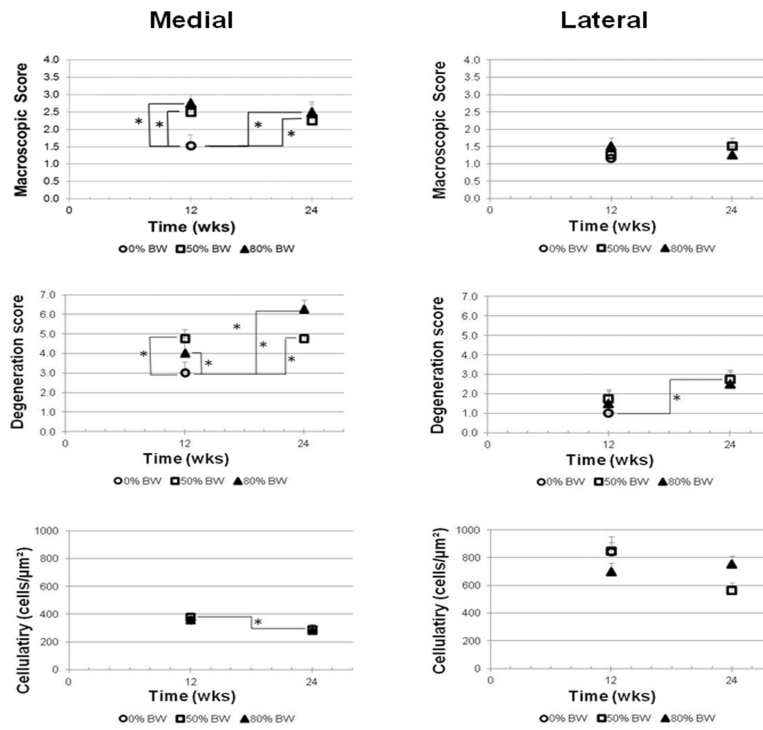 Medial
Lateral
Macroscopic Score
4.0
3.5
3.0
2.5
2.0
1.5
1.0
0.5
0.0
* * * *
0 12 24
Time (wks)
0% BW 50% BW 80% BW
Macroscopic Score
4.0
3.5
3.0
2.5
2.0
1.5
1.0
0.5
0.0
0 12 24
Time (wks)
0% BW 50% BW 80% BW
Degeneration score
7.0
6.0
5.0
4.0
3.0
2.0
1.0
0.0
* * * * *
0 12 24
Time (wks)
0% BW 50% BW 80% BW
Degeneration score
7.0
6.0
5.0
4.0
3.0
2.0
1.0
0.0
*
0 12 24
Time (wks)
0% BW 50% BW 80% BW
Cellulatiry (cells/µm²)
1000
800
600
400
200
0
*
0 12 24
Time (wks)
0% BW 50% BW 80% BW
Cellulatiry (cells/µm²)
1000
800
600
400
200
0
0 12 24
Time (wks)
0% BW 50% BW 80% BW